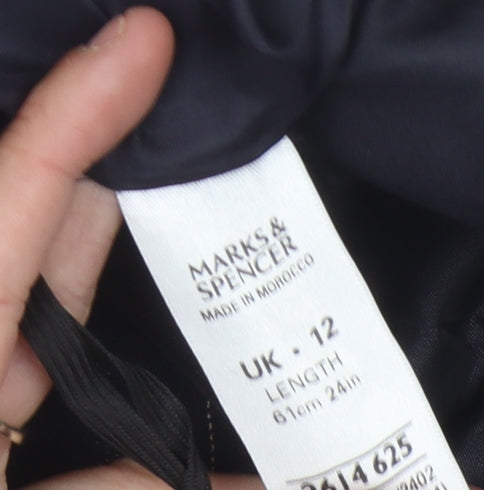 MARKS &
SPENCER
MADE IN MOROCCO
UK · 12
LENGTH
61cm 24in
2614 625